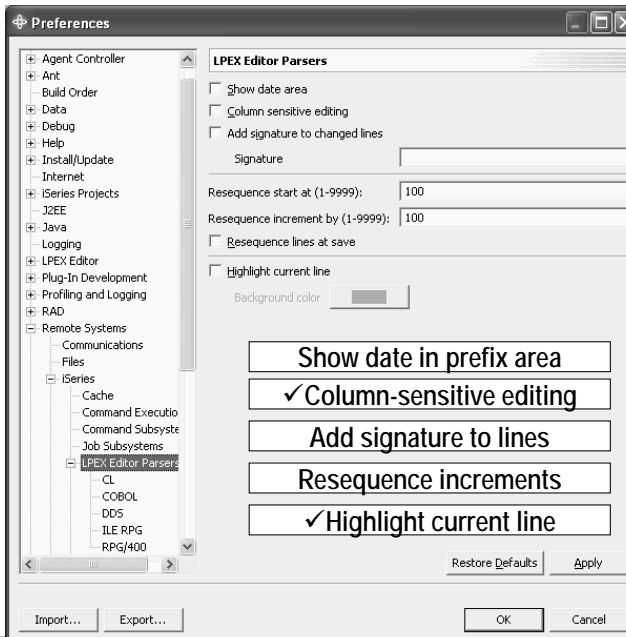 Preferences
Agent Controller
Ant
Build Order
Data
Debug
Help
Install/Update
Internet
iSeries Projects
J2EE
Java
Logging
LPEX Editor
Plug-In Development
Profiling and Logging
RAD
Remote Systems
Communications
Files
iSeries
Cache
Command Executio
Command Subsyste
Job Subsystems
LPEX Editor Parsers
CL
COBOL
DDS
ILE RPG
RPG/400
LPEX Editor Parsers
Show date area
Column sensitive editing
Add signature to changed lines
Signature
Resequence start at (1-9999): 100
Resequence increment by (1-9999): 100
Resequence lines at save
Highlight current line
Background color
Show date in prefix area
✓Column-sensitive editing
Add signature to lines
Resequence increments
✓Highlight current line
Restore Defaults Apply
Import... Export... OK Cancel